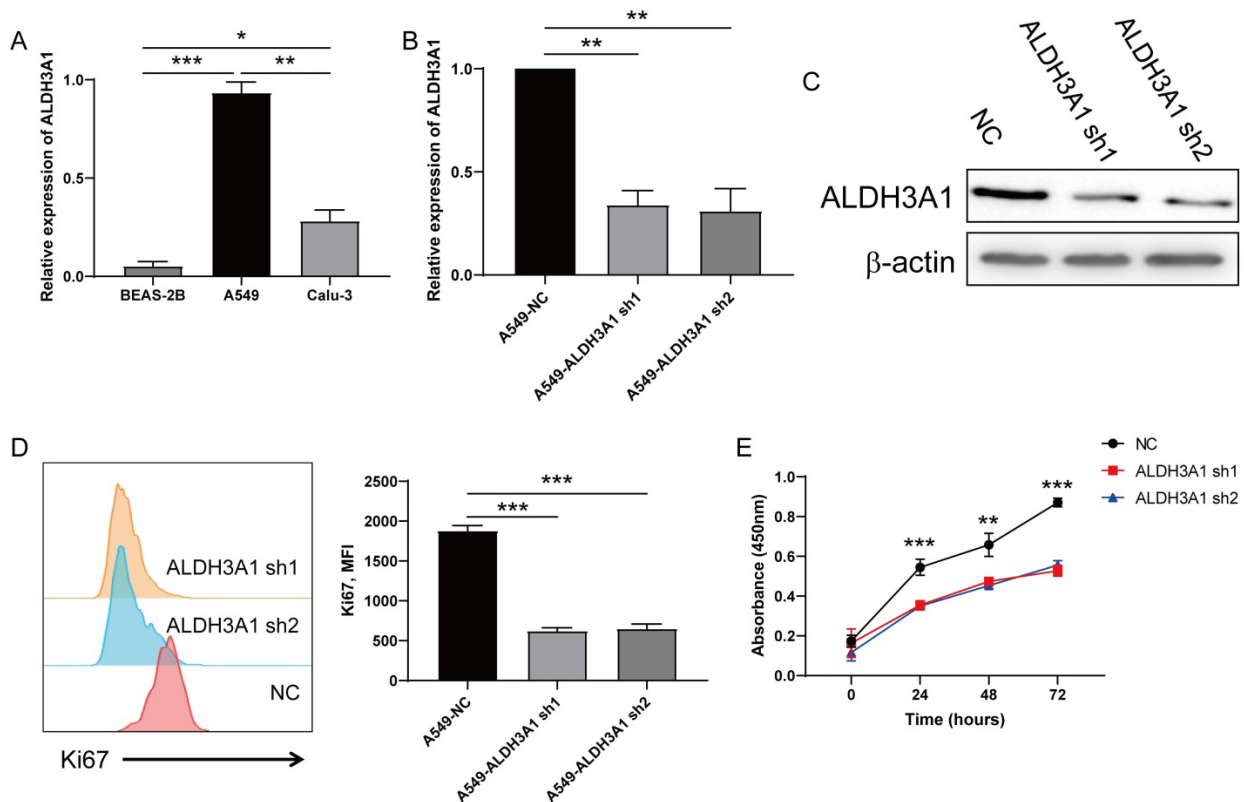 A
Relative expression of ALDH3A1
*
***
**
1.0
0.5
0.0
BEAS-2B
A549
Calu-3
B
Relative expression of ALDH3A1
**
**
1.0
0.5
0.0
A549-NC
A549-ALDH3A1 sh1
A549-ALDH3A1 sh2
C
NC
ALDH3A1 sh1
ALDH3A1 sh2
ALDH3A1
β-actin
D
ALDH3A1 sh1
ALDH3A1 sh2
NC
Ki67
Ki67, MFI
***
***
2500
2000
1500
1000
500
0
A549-NC
A549-ALDH3A1 sh1
A549-ALDH3A1 sh2
E
NC
ALDH3A1 sh1
ALDH3A1 sh2
Absorbance (450nm)
1.0
0.8
0.6
0.4
0.2
0.0
***
**
***
0
24
48
72
Time (hours)